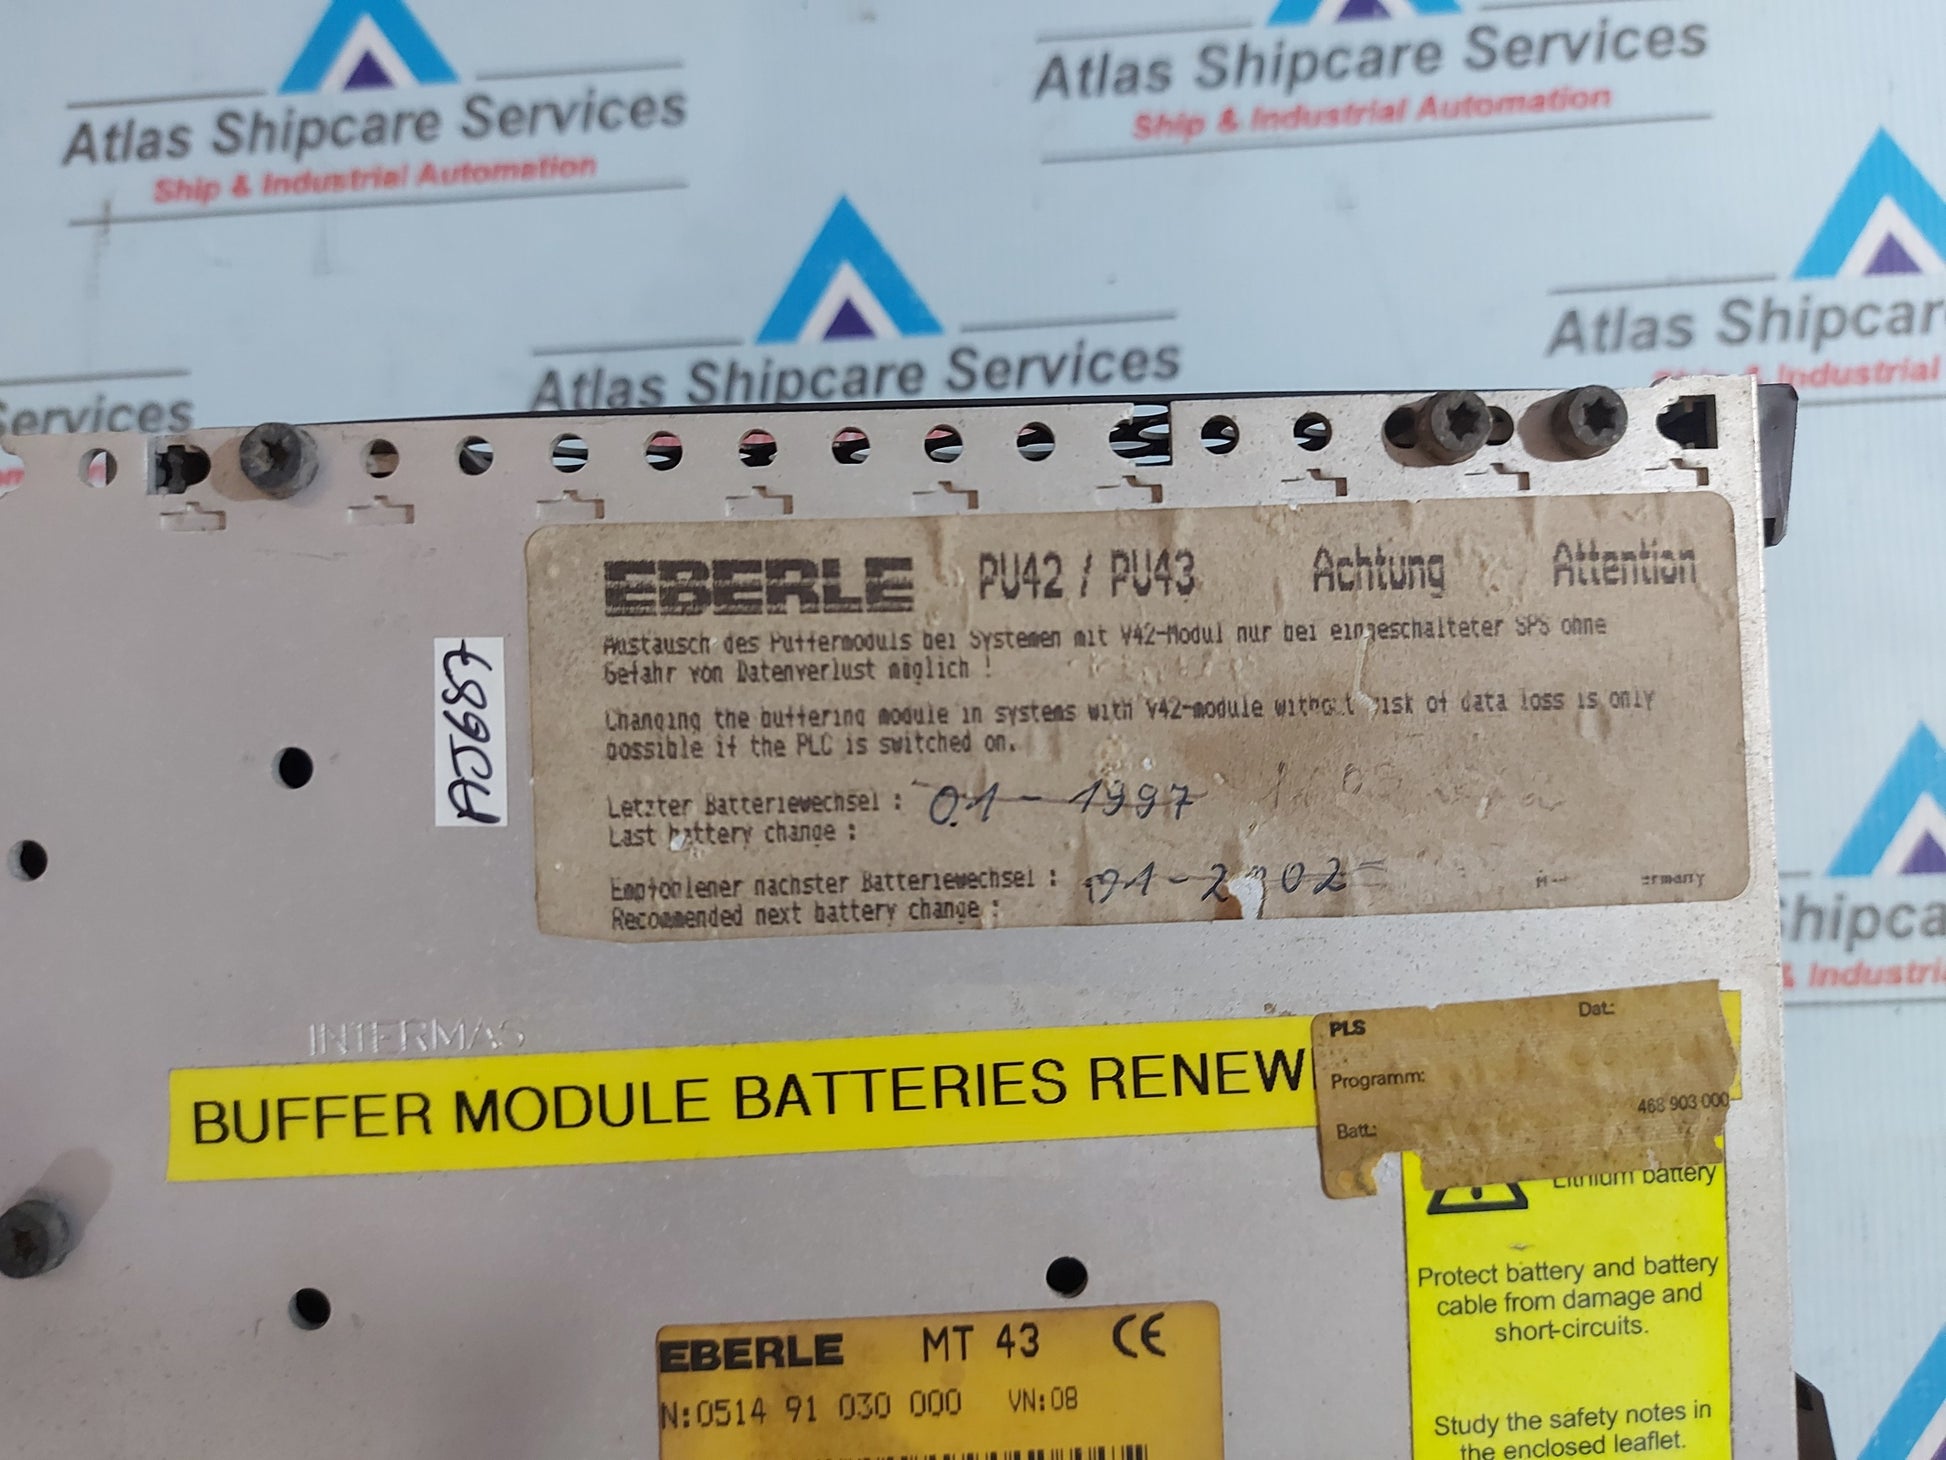 Atlas Shipcare Services
Ship & Industrial Automation
Atlas Shipcare Services
Ship & Industrial Automation
Atlas Shipcare Services
Atlas Shipcar
Industrial
Services
EBERLE PU42 / PU43 Achtung Attention
Austausch des Puffermoduls bei Systemen mit V42-Modul nur bei eingeschalteter SPS ohne
Gefahr von Datenverlust möglich !
Changing the buffering module in systems with V42-module without risk of data loss is only
possible if the PLC is switched on.
Letzter Batteriewechsel : 01-1997
Last battery change :
Empfohlener nächster Batteriewechsel : 01-2002
Recommended next battery change :
AJ687
hipca
& Industri
INTERMAS
BUFFER MODULE BATTERIES RENEW
PLS Dat.:
Programm:
468 903 000
Batt.:
Lithium battery
Protect battery and battery
cable from damage and
short-circuits.
Study the safety notes in
the enclosed leaflet.
EBERLE MT 43 CE
N:0514 91 030 000 VN:08